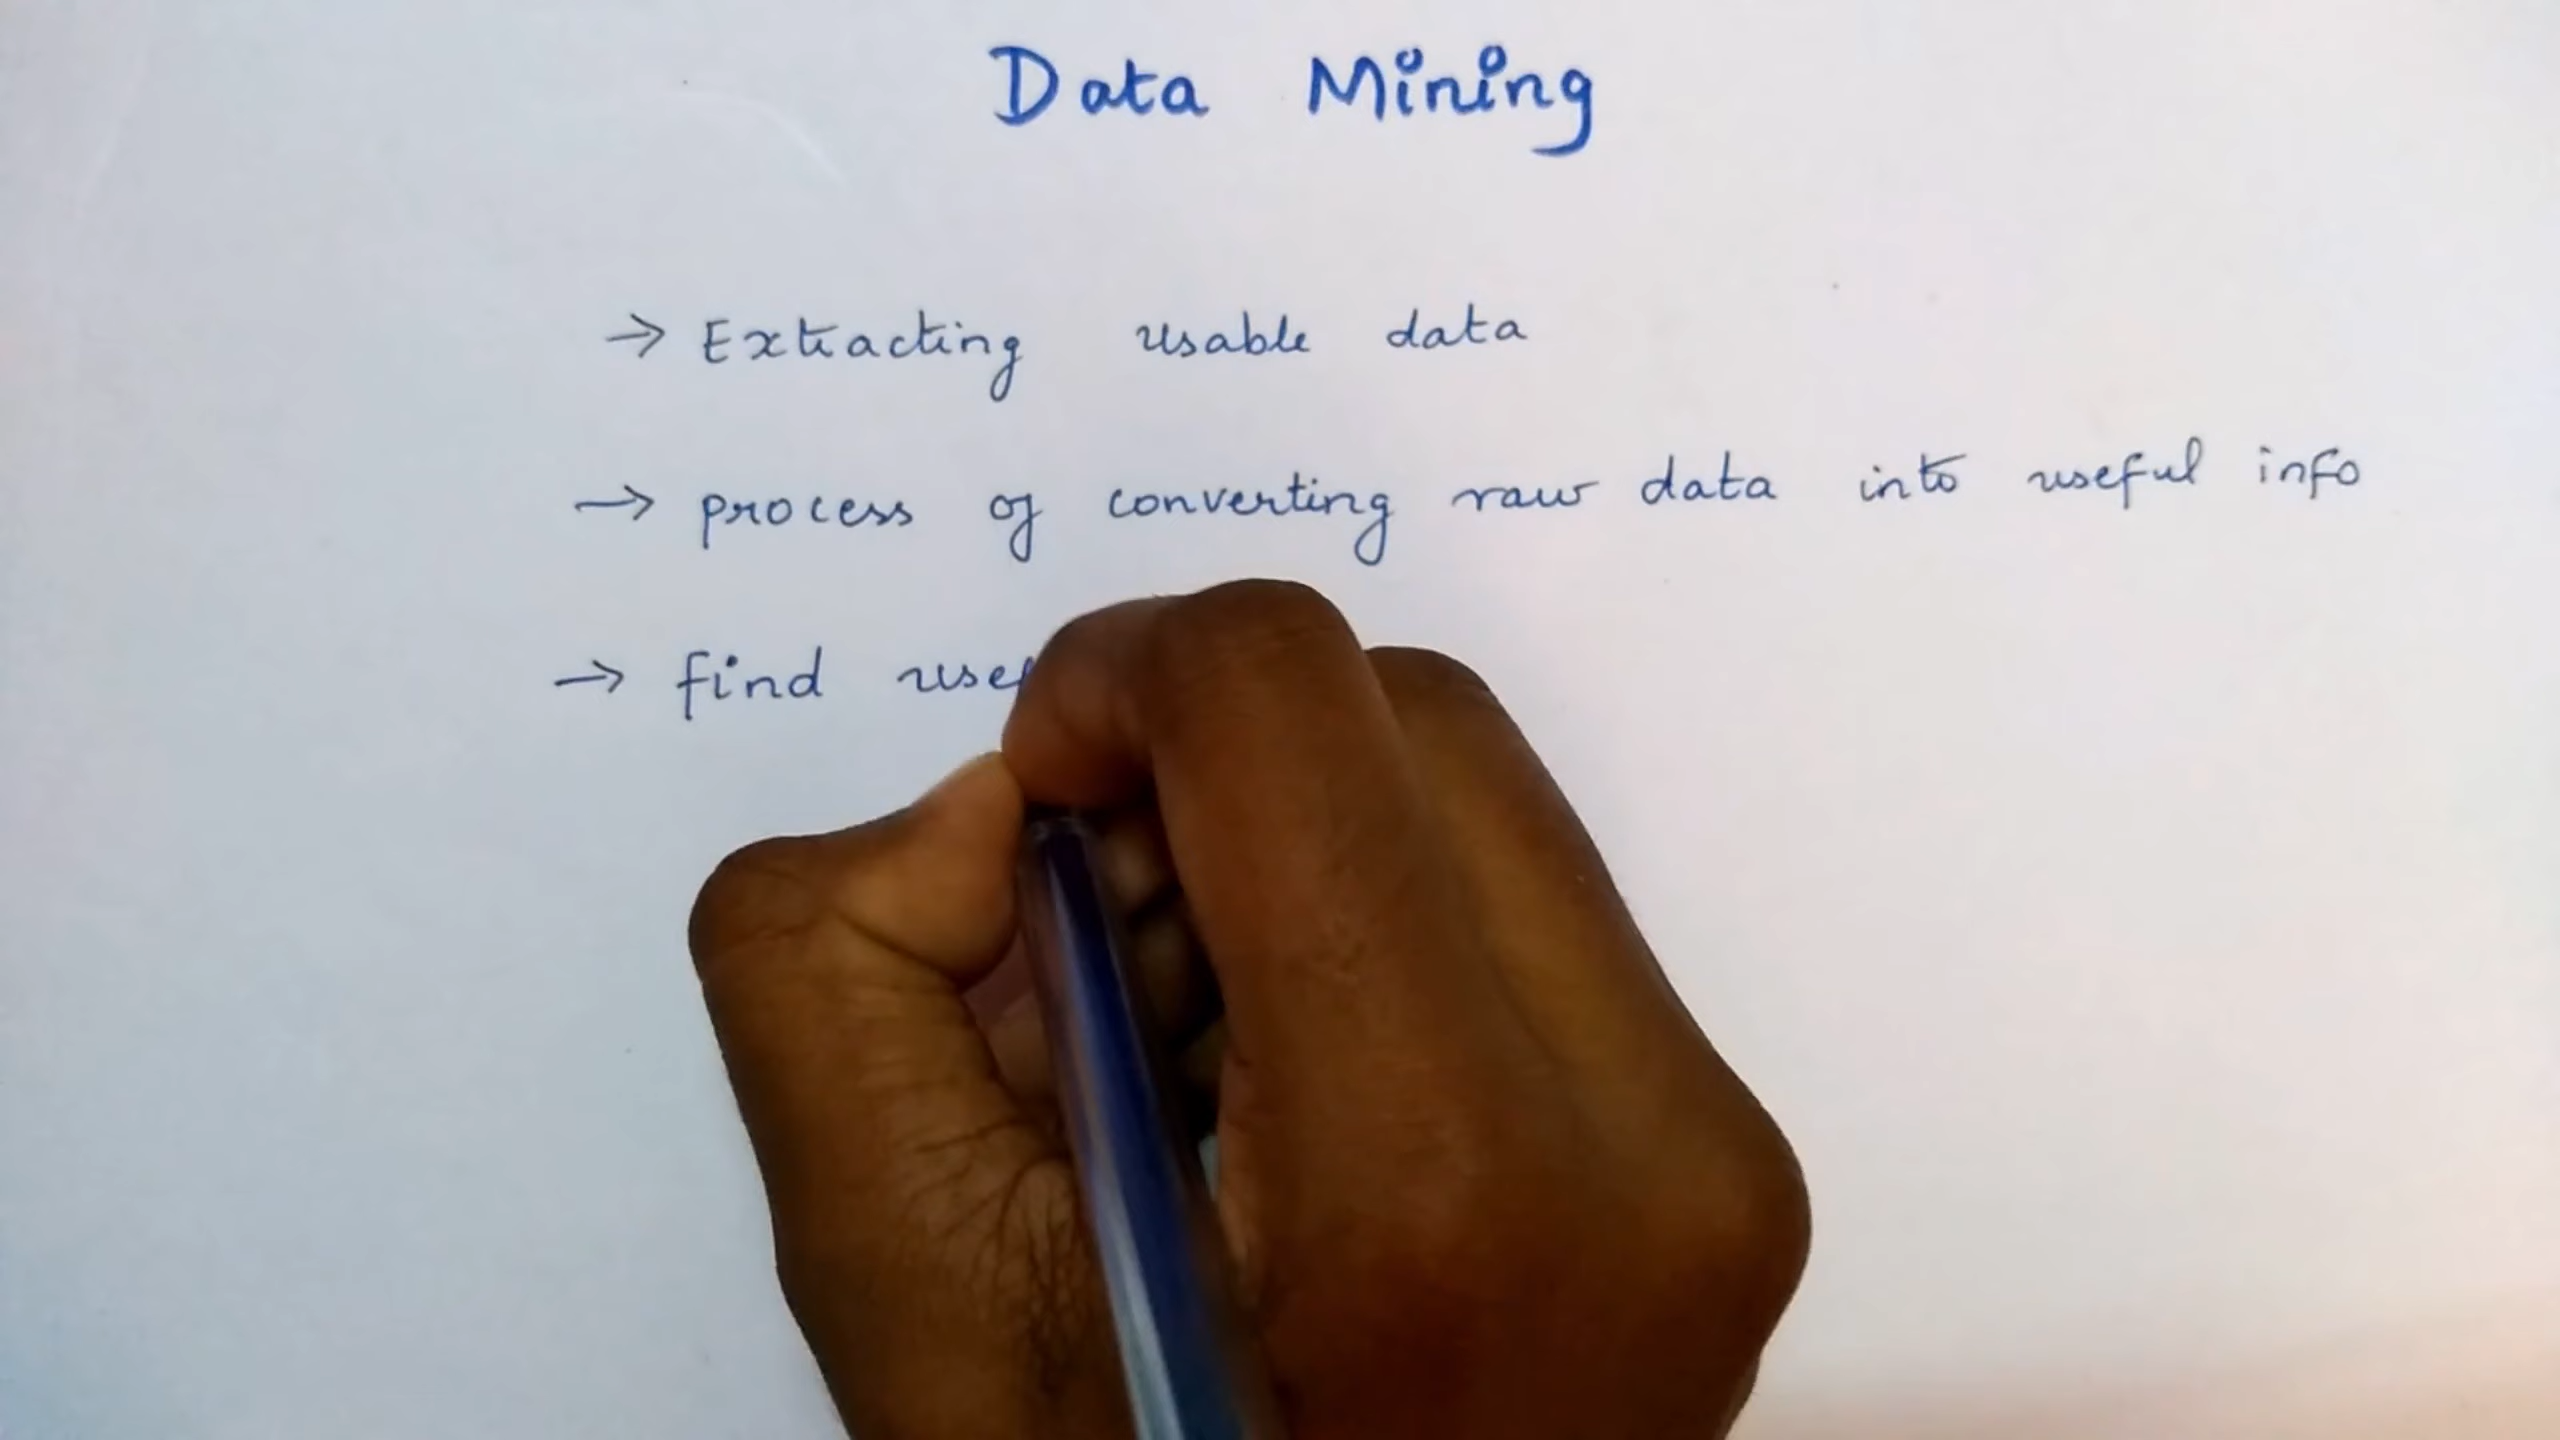 Data Mining
→ Extracting usable data
→ process of converting raw data into useful info
→ find